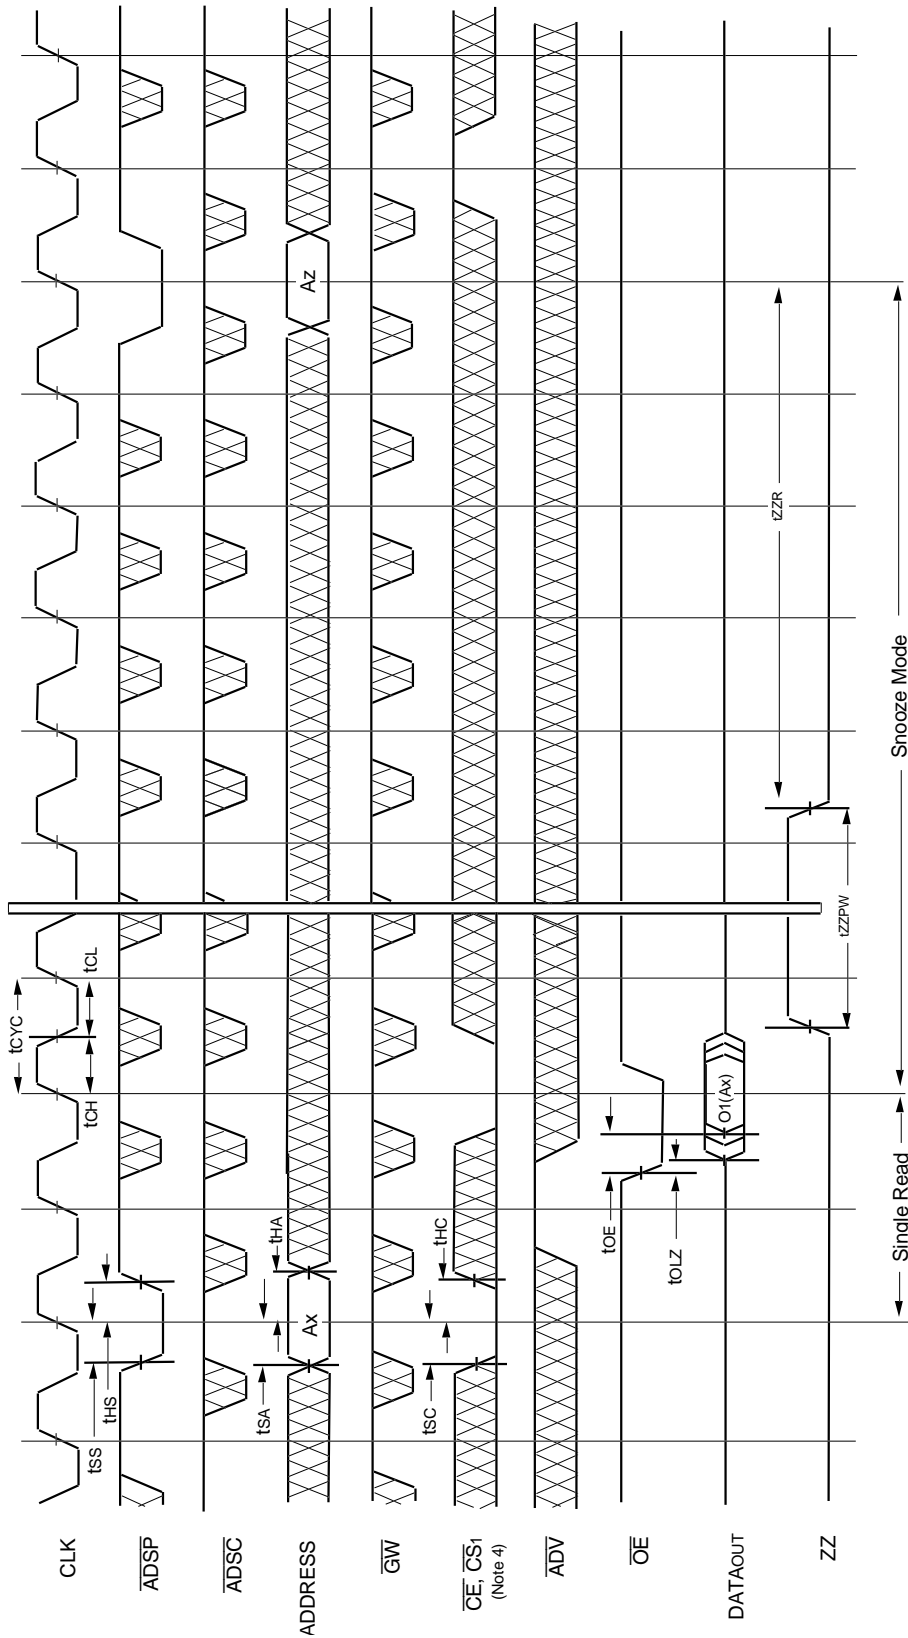 tCYC
tCH
tCL
tSS
tHS
tSA
tHA
tSC
tHC
tOE
tOLZ
Ax
Az
O1(Ax)
tZZPW
tZZR
Single Read
Snooze Mode
CLK
ADSP
ADSC
ADDRESS
GW
CE, CS1
(Note 4)
ADV
OE
DATAOUT
ZZ